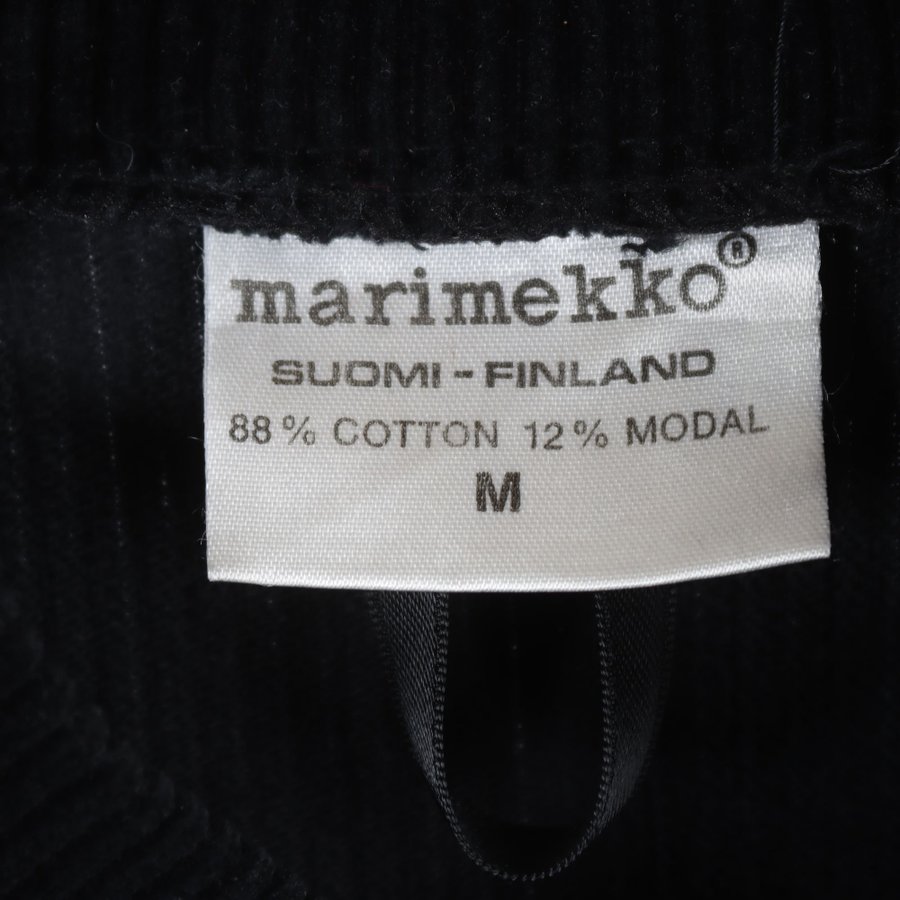 marimekko®
SUOMI - FINLAND
88% COTTON 12% MODAL
M